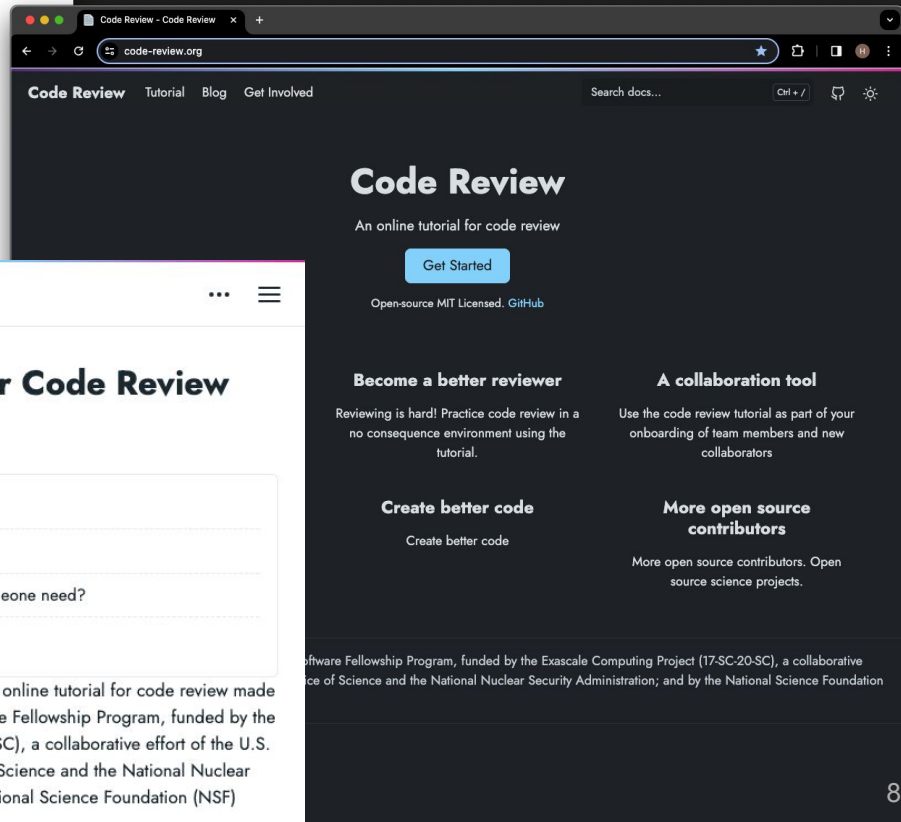 Code Review - Code Review
code-review.org
H
Code Review Tutorial Blog Get Involved
Search docs... Ctrl + /
Code Review
An online tutorial for code review
Get Started
Open-source MIT Licensed. GitHub
Become a better reviewer
Reviewing is hard! Practice code review in a
no consequence environment using the
tutorial.
A collaboration tool
Use the code review tutorial as part of your
onboarding of team members and new
collaborators
Create better code
Create better code
More open source
contributors
More open source contributors. Open
source science projects.
ftware Fellowship Program, funded by the Exascale Computing Project (17-SC-20-SC), a collaborative
ice of Science and the National Nuclear Security Administration; and by the National Science Foundation
r Code Review
eone need?
online tutorial for code review made
e Fellowship Program, funded by the
SC), a collaborative effort of the U.S.
Science and the National Nuclear
ional Science Foundation (NSF)
8